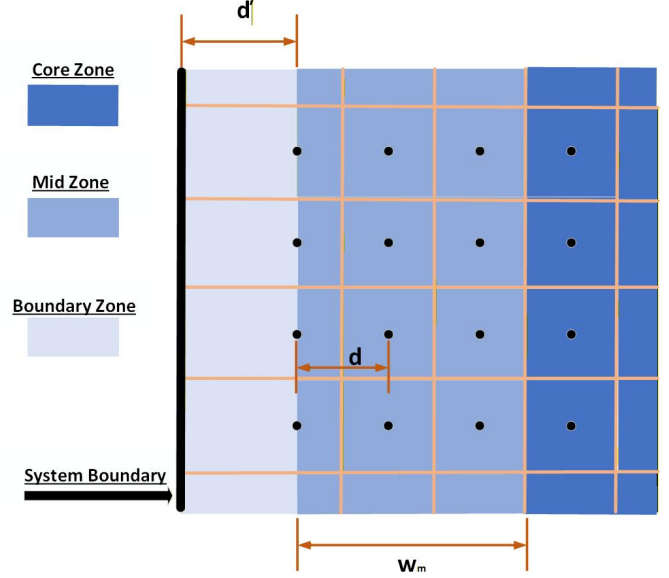 d'
Core Zone
Mid Zone
Boundary Zone
d
System Boundary
wm